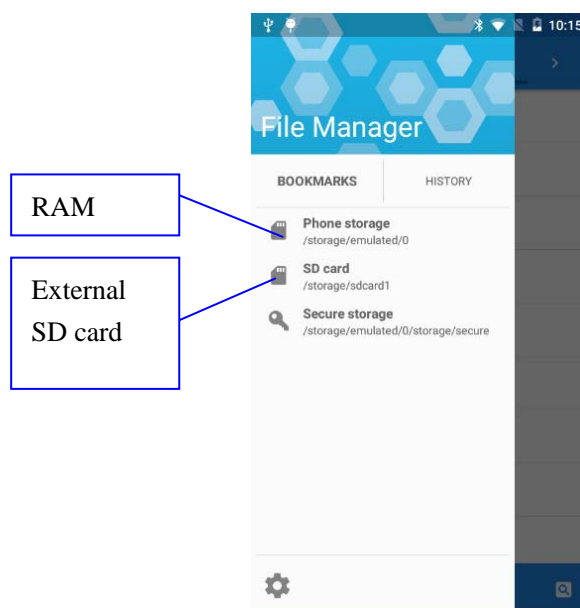 10:15
File Manager
BOOKMARKS HISTORY
RAM
Phone storage
/storage/emulated/0
External
SD card
SD card
/storage/sdcard1
Secure storage
/storage/emulated/0/storage/secure